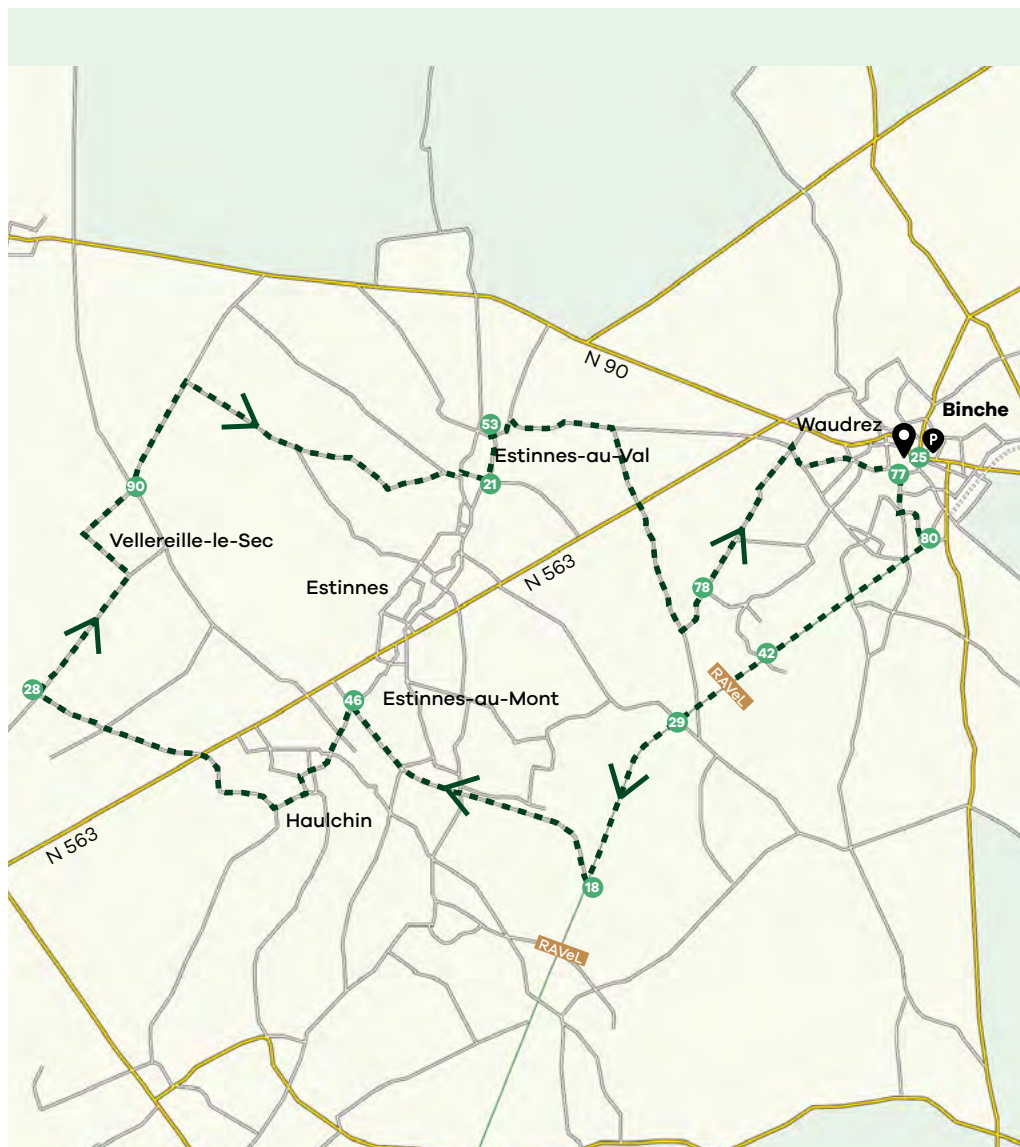 N 90
Binche
Waudrez
P
53
25
Estinnes-au-Val
77
21
90
80
Vellereille-le-Sec
N 563
Estinnes
78
42
28
RAVeL
Estinnes-au-Mont
46
29
Haulchin
N 563
18
RAVeL